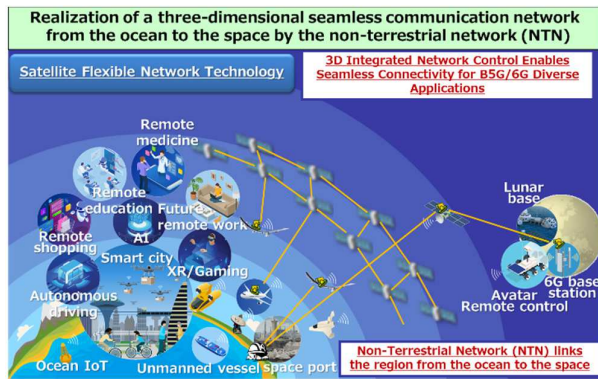 Realization of a three-dimensional seamless communication network
from the ocean to the space by the non-terrestrial network (NTN)
Satellite Flexible Network Technology
3D Integrated Network Control Enables
Seamless Connectivity for B5G/6G Diverse
Applications
Remote
medicine
Remote
education
Future
remote work
AI
Remote
shopping
Smart city
XR/Gaming
Autonomous
driving
Lunar
base
6G base
station
Avatar
Remote control
Ocean IoT
Unmanned vessel
space port
Non-Terrestrial Network (NTN) links
the region from the ocean to the space